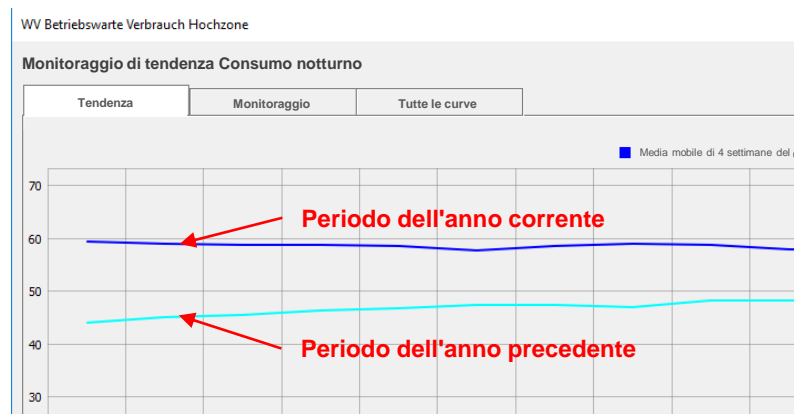 WV Betriebswarte Verbrauch Hochzone
Monitoraggio di tendenza Consumo notturno
Tendenza Monitoraggio Tutte le curve
Media mobile di 4 settimane del
70
Periodo dell'anno corrente
60
50
40
Periodo dell'anno precedente
30